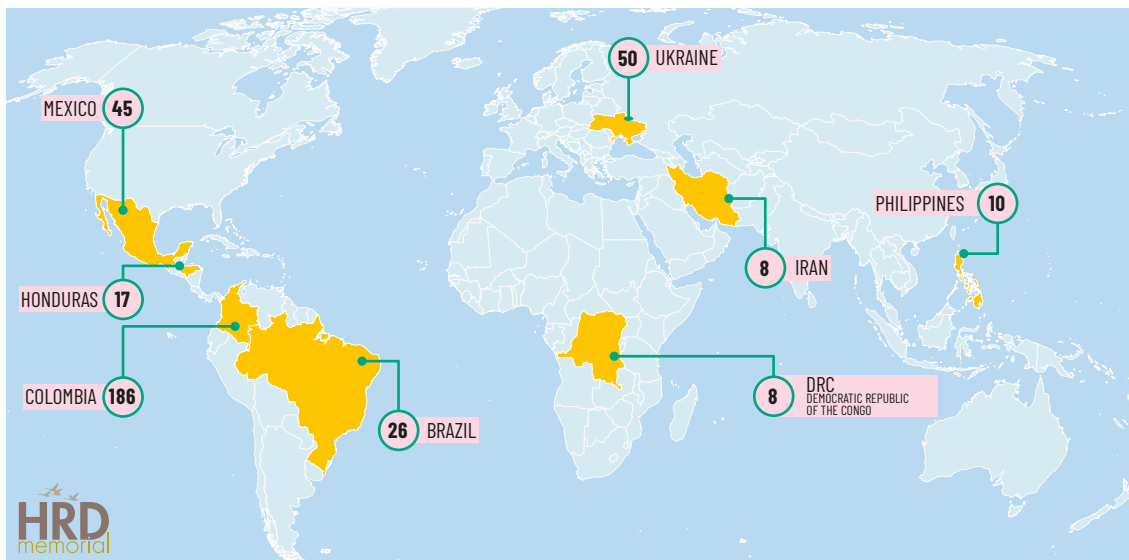 50 UKRAINE
MEXICO 45
PHILIPPINES 10
8 IRAN
HONDURAS 17
COLOMBIA 186
8 DRC
DEMOCRATIC REPUBLIC
OF THE CONGO
26 BRAZIL
HRD
memorial